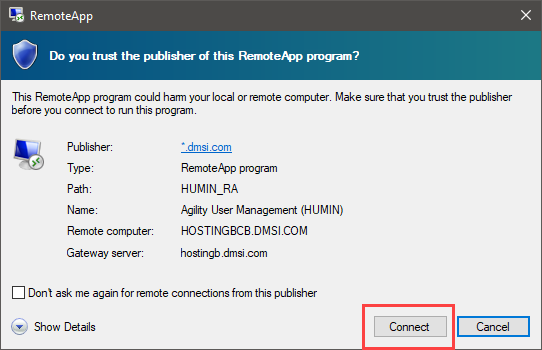 RemoteApp
Do you trust the publisher of this RemoteApp program?
This RemoteApp program could harm your local or remote computer. Make sure that you trust the publisher
before you connect to run this program.
Publisher: *.dmsi.com
Type: RemoteApp program
Path: HUMIN_RA
Name: Agility User Management (HUMIN)
Remote computer: HOSTINGBCB.DMSI.COM
Gateway server: hostingb.dmsi.com
Don't ask me again for remote connections from this publisher
Show Details Connect Cancel